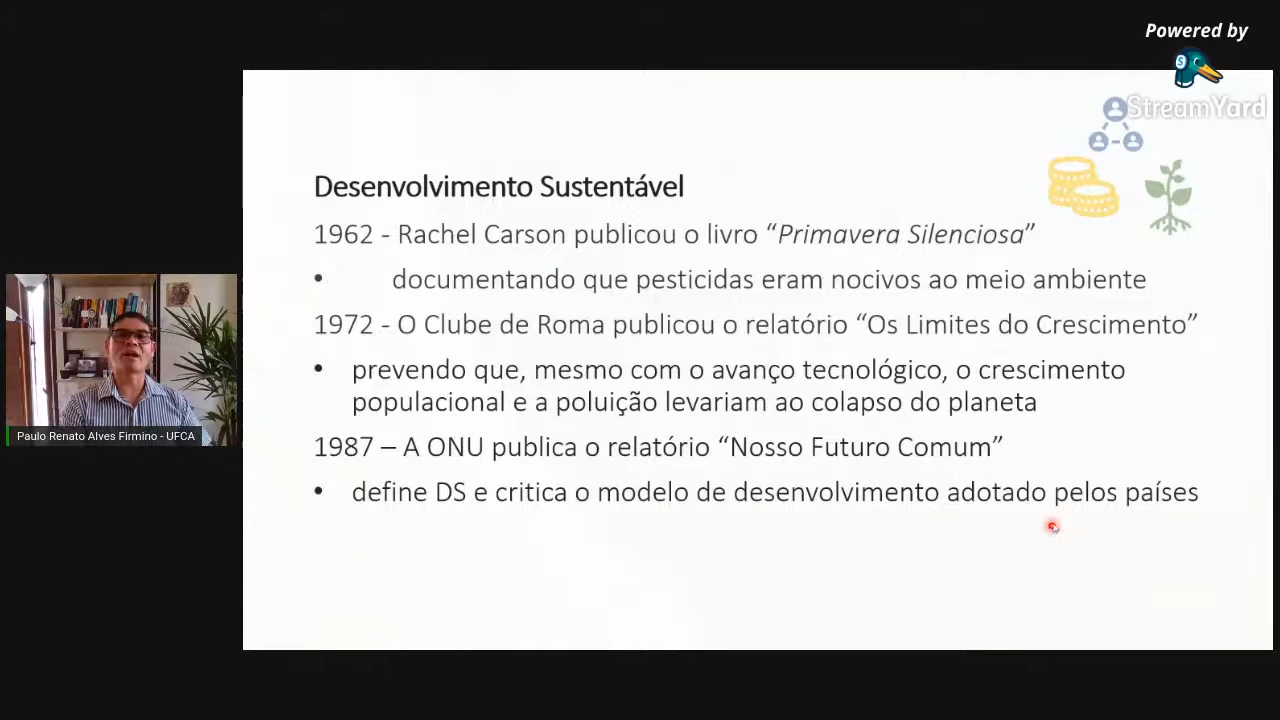 Powered by
StreamYard
Desenvolvimento Sustentável
1962 - Rachel Carson publicou o livro “Primavera Silenciosa”
• documentando que pesticidas eram nocivos ao meio ambiente
1972 - O Clube de Roma publicou o relatório “Os Limites do Crescimento”
• prevendo que, mesmo com o avanço tecnológico, o crescimento
populacional e a poluição levariam ao colapso do planeta
1987 – A ONU publica o relatório “Nosso Futuro Comum”
• define DS e critica o modelo de desenvolvimento adotado pelos países
Paulo Renato Alves Firmino - UFCA